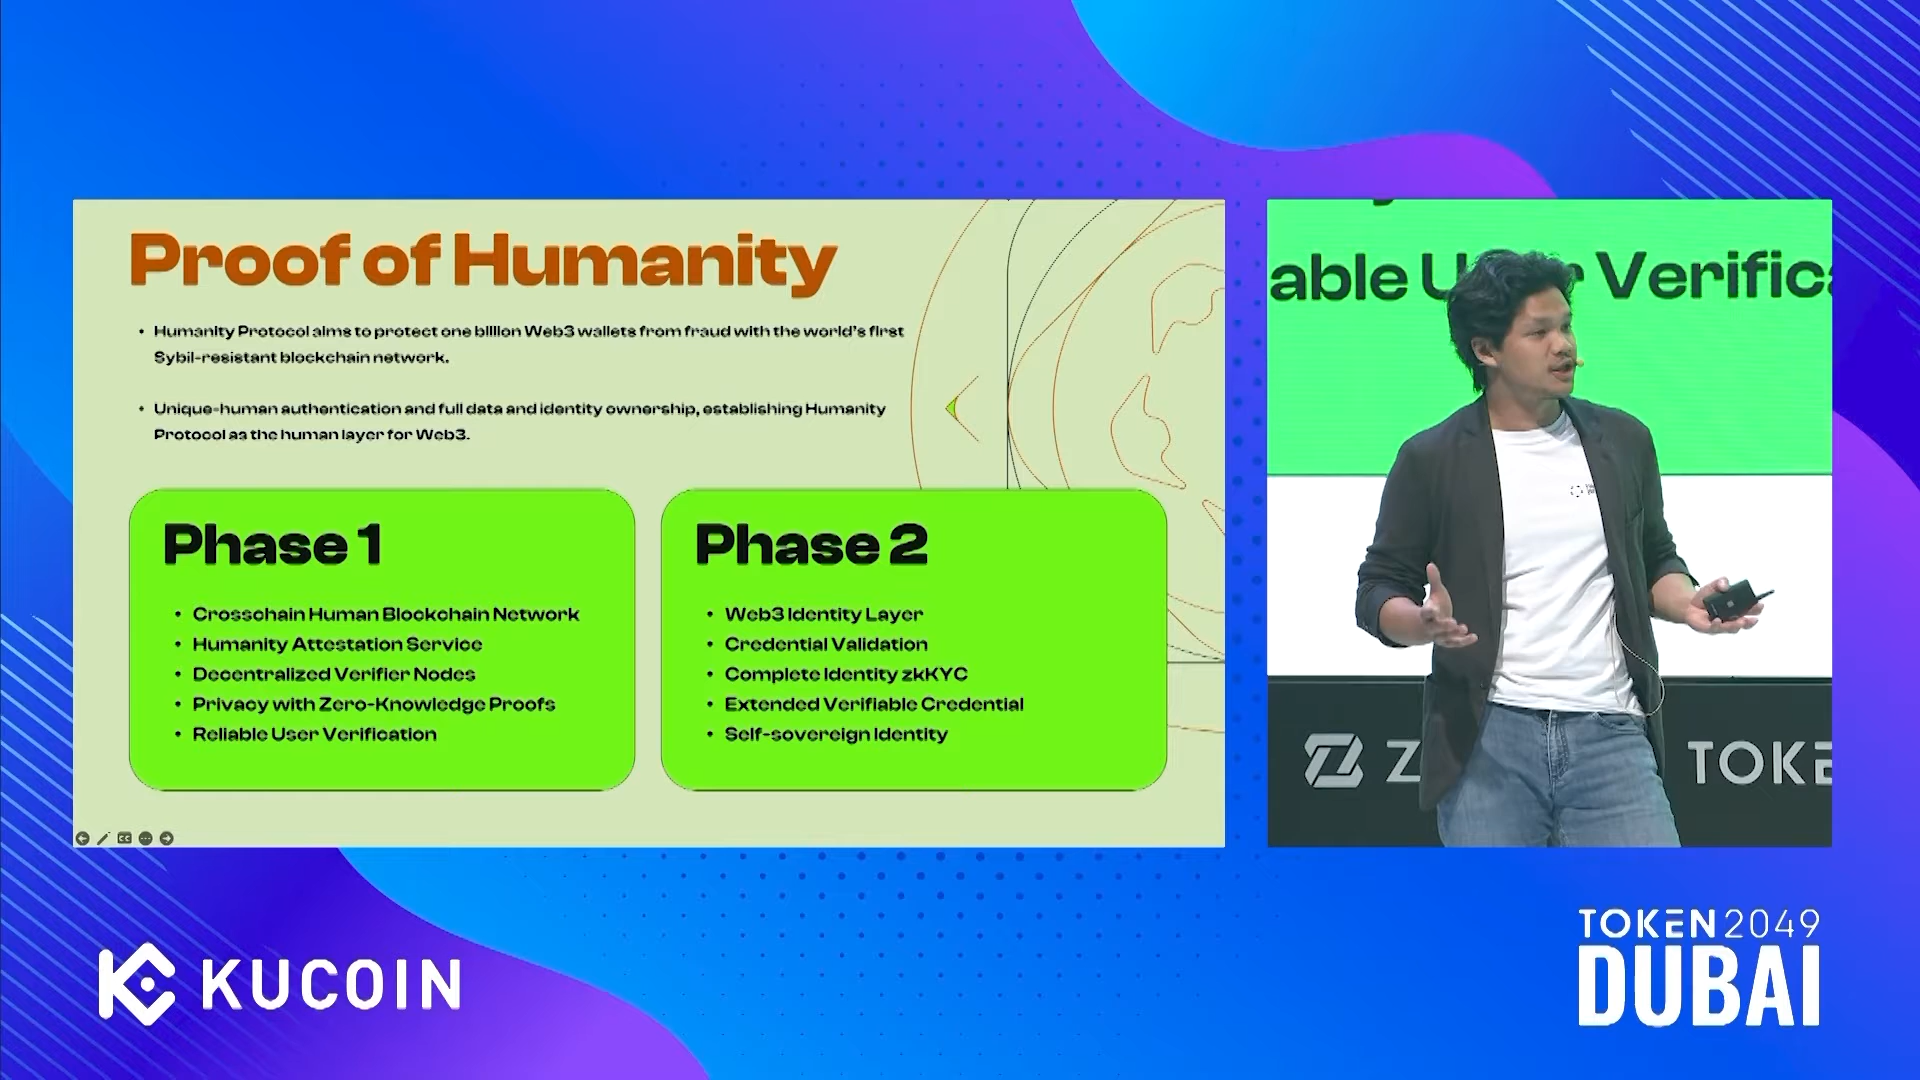 Proof of Humanity
• Humanity Protocol aims to protect one billion Web3 wallets from fraud with the world's first
Sybil-resistant blockchain network.
• Unique-human authentication and full data and identity ownership, establishing Humanity
Protocol as the human layer for Web3.
Phase 1
• Crosschain Human Blockchain Network
• Humanity Attestation Service
• Decentralized Verifier Nodes
• Privacy with Zero-Knowledge Proofs
• Reliable User Verification
Phase 2
• Web3 Identity Layer
• Credential Validation
• Complete Identity zkKYC
• Extended Verifiable Credential
• Self-sovereign Identity
able U r Verifica
Z
TOKE
KUCOIN
TOKEN2049
DUBAI